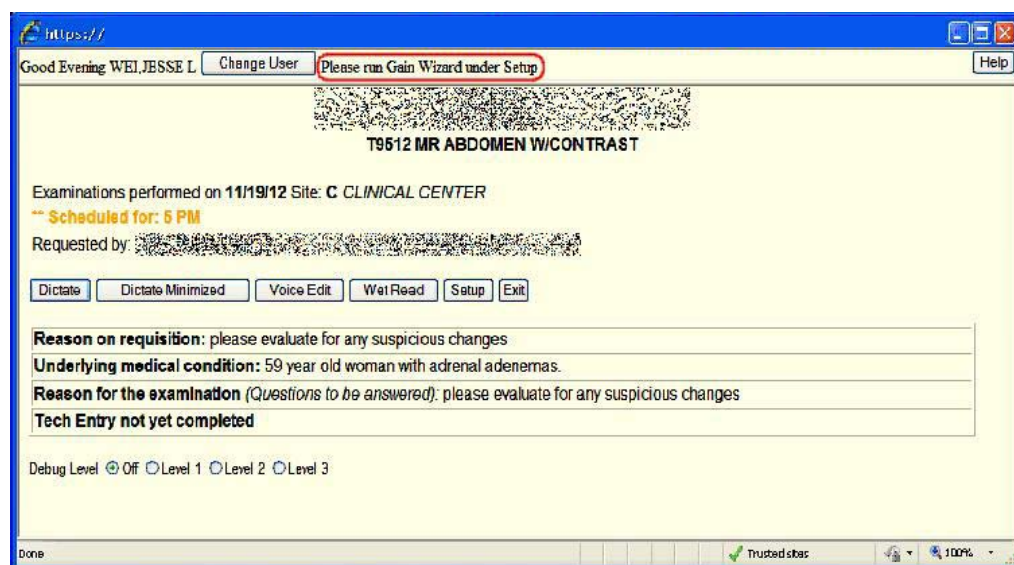 https://
Good Evening WEI,JESSE L Change User Please run Gain Wizard under Setup Help
T9512 MR ABDOMEN W/CONTRAST
Examinations performed on 11/19/12 Site: C CLINICAL CENTER
** Scheduled for: 5 PM
Requested by:
Dictate Dictate Minimized Voice Edit Wet Read Setup Exit
Reason on requisition: please evaluate for any suspicious changes
Underlying medical condition: 59 year old woman with adrenal adenemas.
Reason for the examination (Questions to be answered): please evaluate for any suspicious changes
Tech Entry not yet completed
Debug Level Off Level 1 Level 2 Level 3
Done Trusted sites 100%